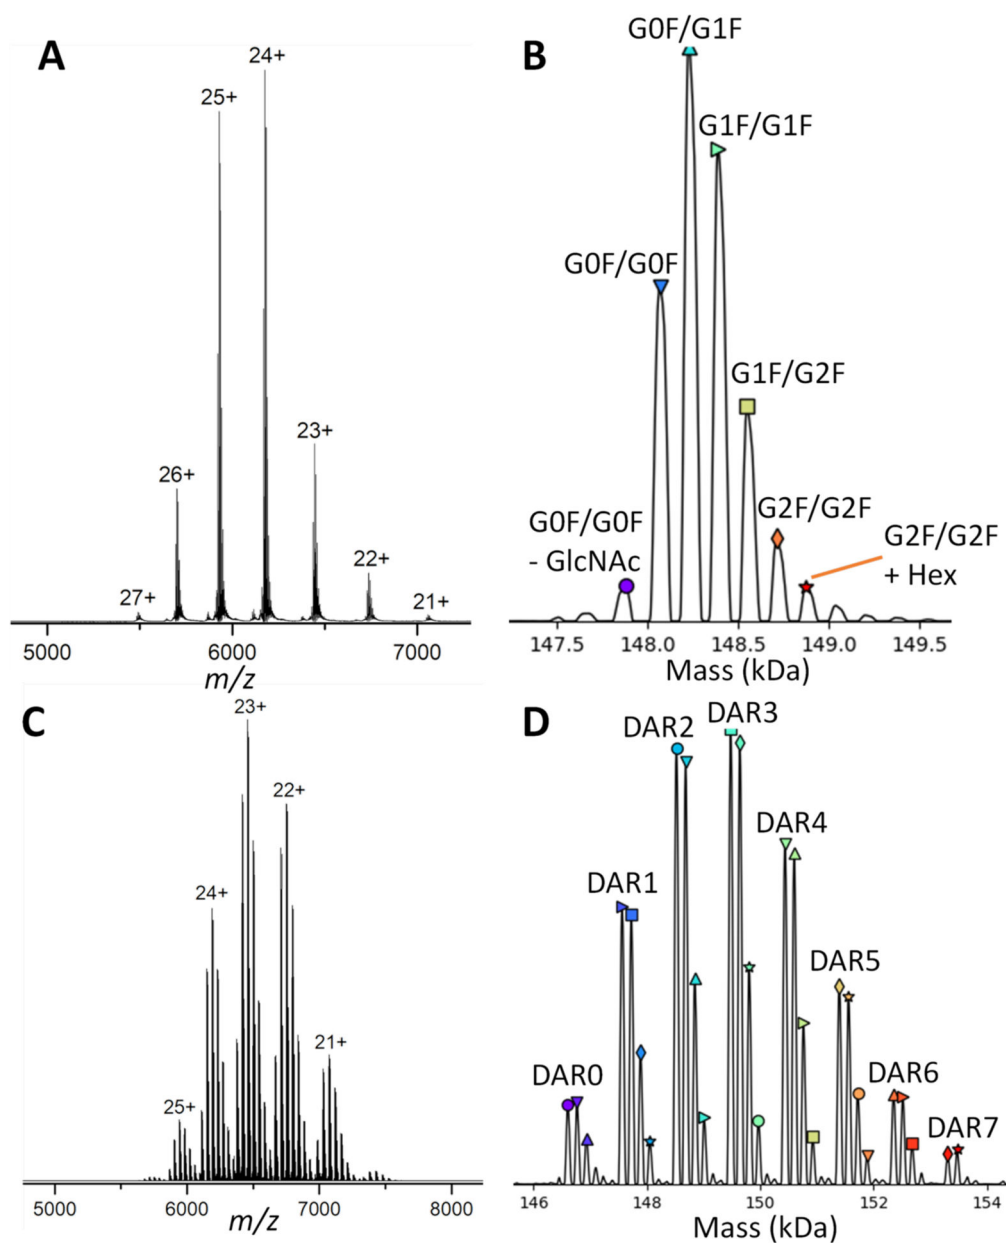 A
24+
25+
26+
23+
22+
27+
21+
5000 6000 7000
m/z
B
G0F/G1F
G1F/G1F
G0F/G0F
G1F/G2F
G2F/G2F
G0F/G0F
- GlcNAc
G2F/G2F
+ Hex
147.5 148.0 148.5 149.0 149.5
Mass (kDa)
C
23+
22+
24+
21+
25+
5000 6000 7000 8000
m/z
D
DAR3
DAR2
DAR4
DAR1
DAR5
DAR0
DAR6
DAR7
146 148 150 152 154
Mass (kDa)